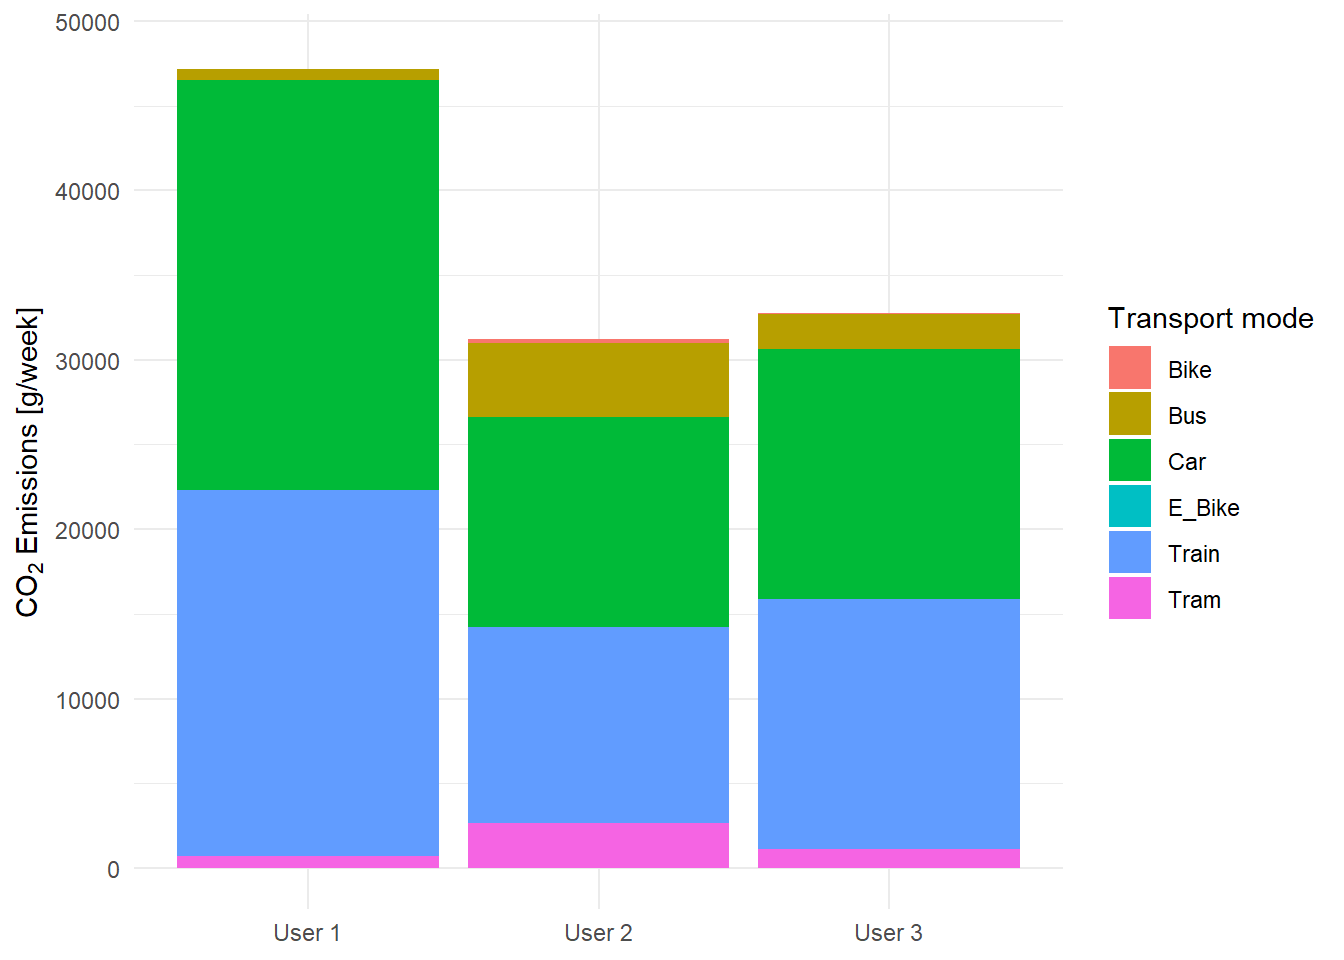 50000
40000
30000
20000
10000
0
CO₂ Emissions [g/week]
User 1
User 2
User 3
Transport mode
Bike
Bus
Car
E_Bike
Train
Tram